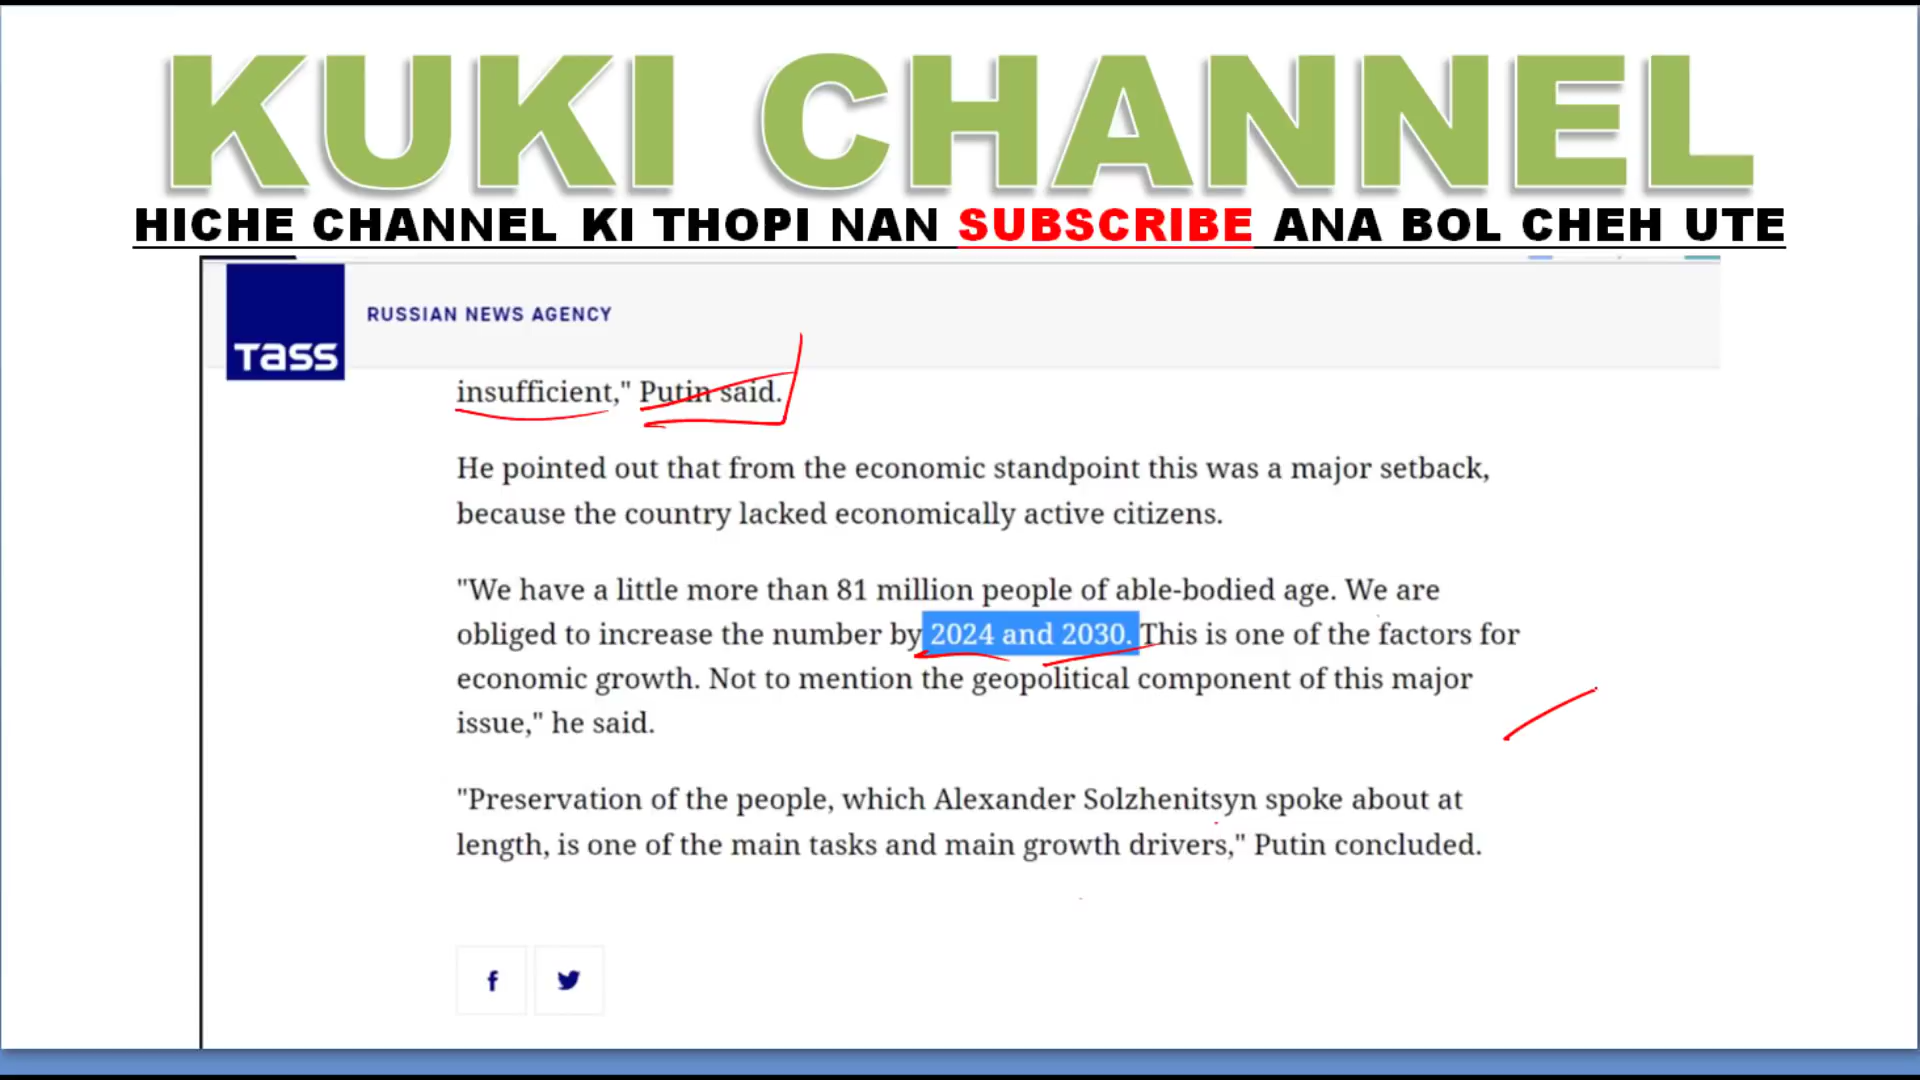 KUKI CHANNEL
HICHE CHANNEL KI THOPI NAN SUBSCRIBE ANA BOL CHEH UTE
RUSSIAN NEWS AGENCY
TASS
insufficient," Putin said.
He pointed out that from the economic standpoint this was a major setback,
because the country lacked economically active citizens.
"We have a little more than 81 million people of able-bodied age. We are
obliged to increase the number by 2024 and 2030. This is one of the factors for
economic growth. Not to mention the geopolitical component of this major
issue," he said.
"Preservation of the people, which Alexander Solzhenitsyn spoke about at
length, is one of the main tasks and main growth drivers," Putin concluded.